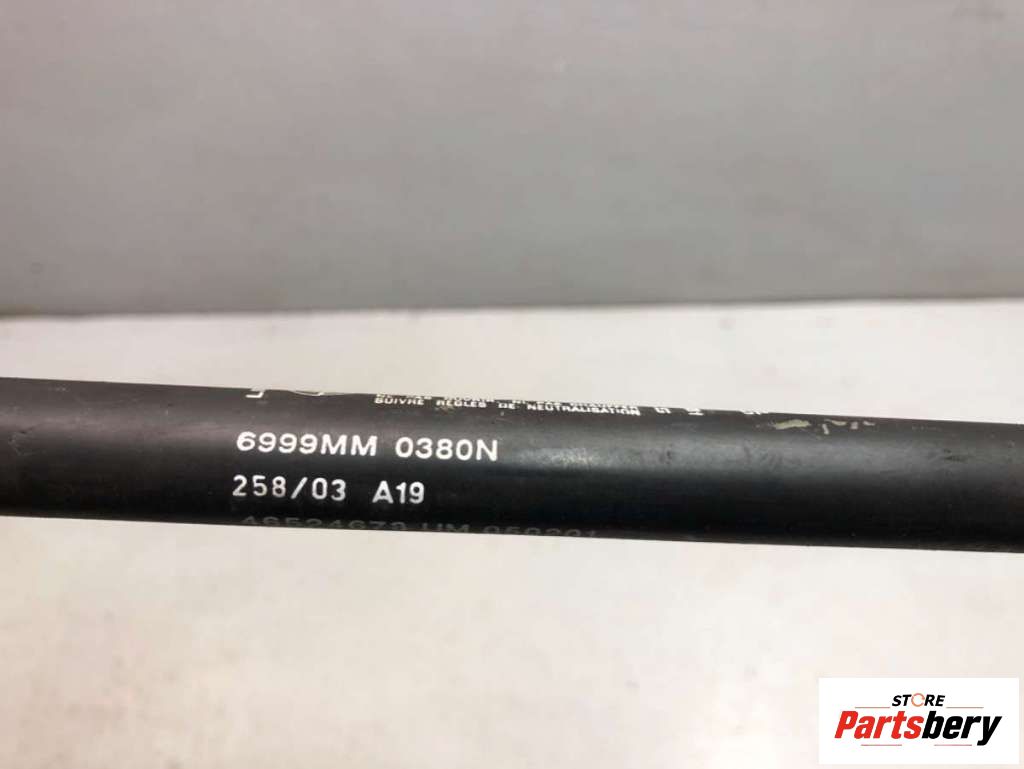 SUIVRE REGLES DE NEUTRALISATION
6999MM 0380N
258/03 A19
STORE
Partsbery